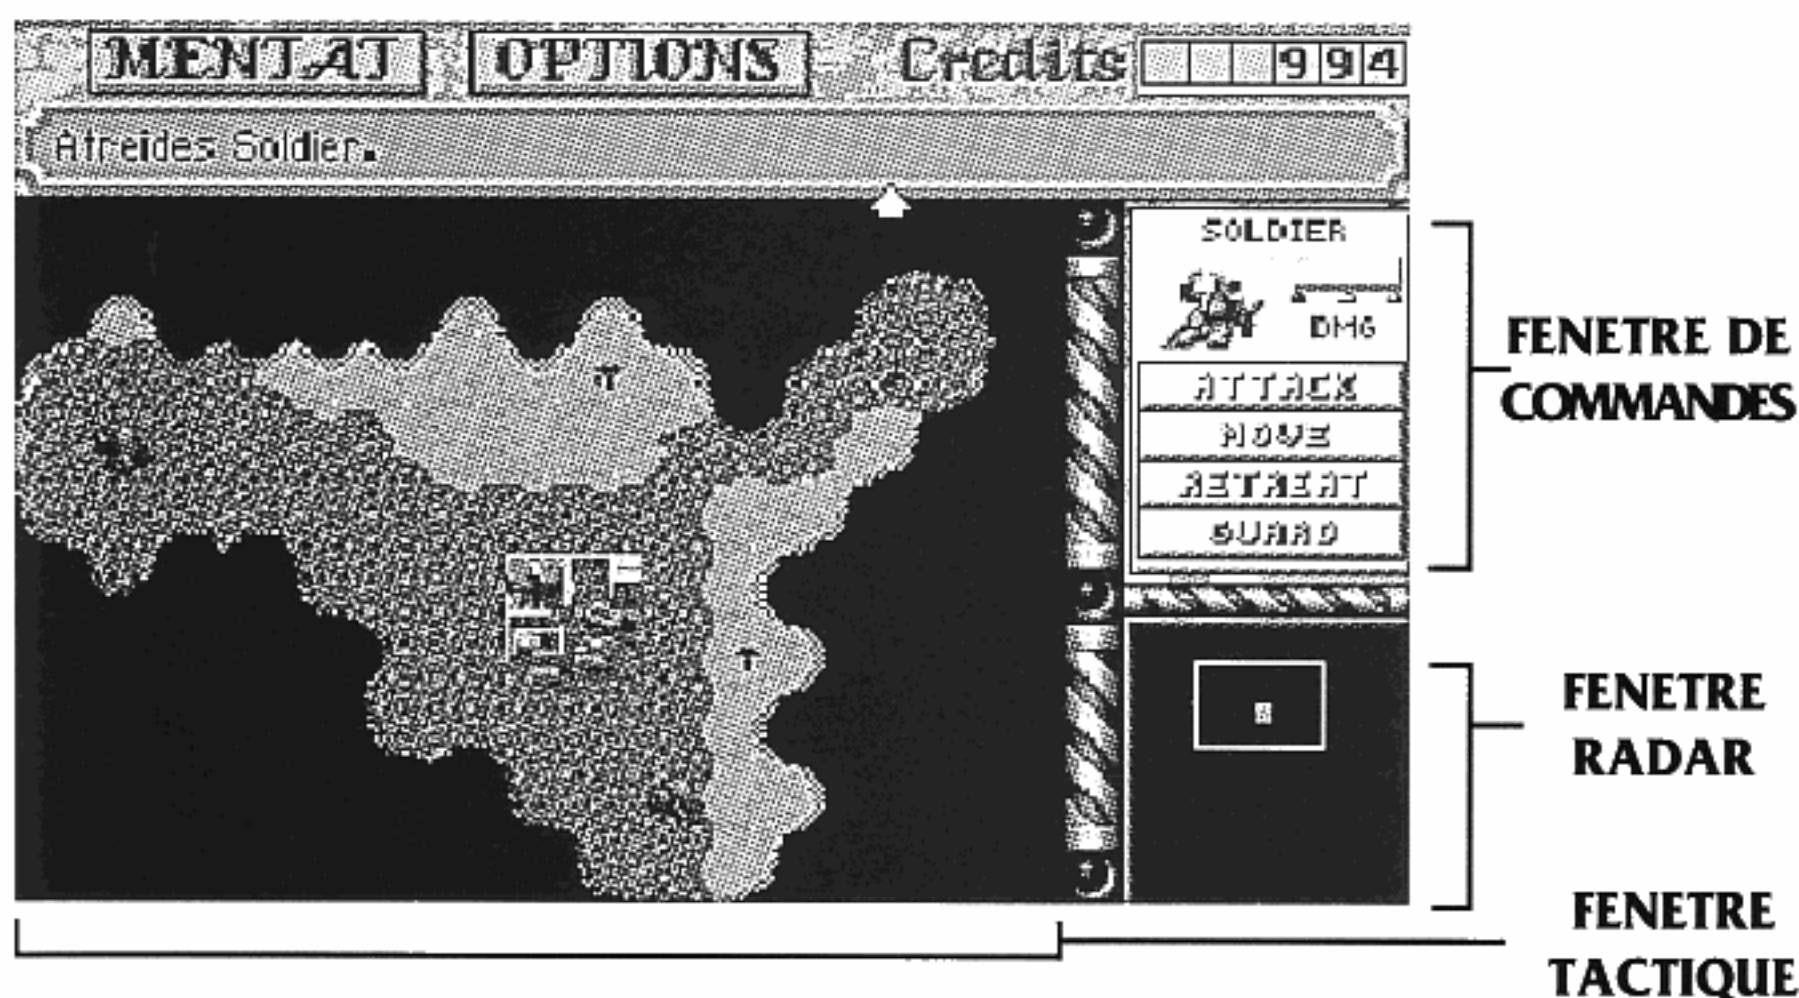 MENTAT OPTIONS Credits 994
Atreides Soldier.
SOLDIER
DMG
ATTACK
MOVE
RETREAT
GUARD
FENETRE DE
COMMANDES
FENETRE
RADAR
FENETRE
TACTIQUE